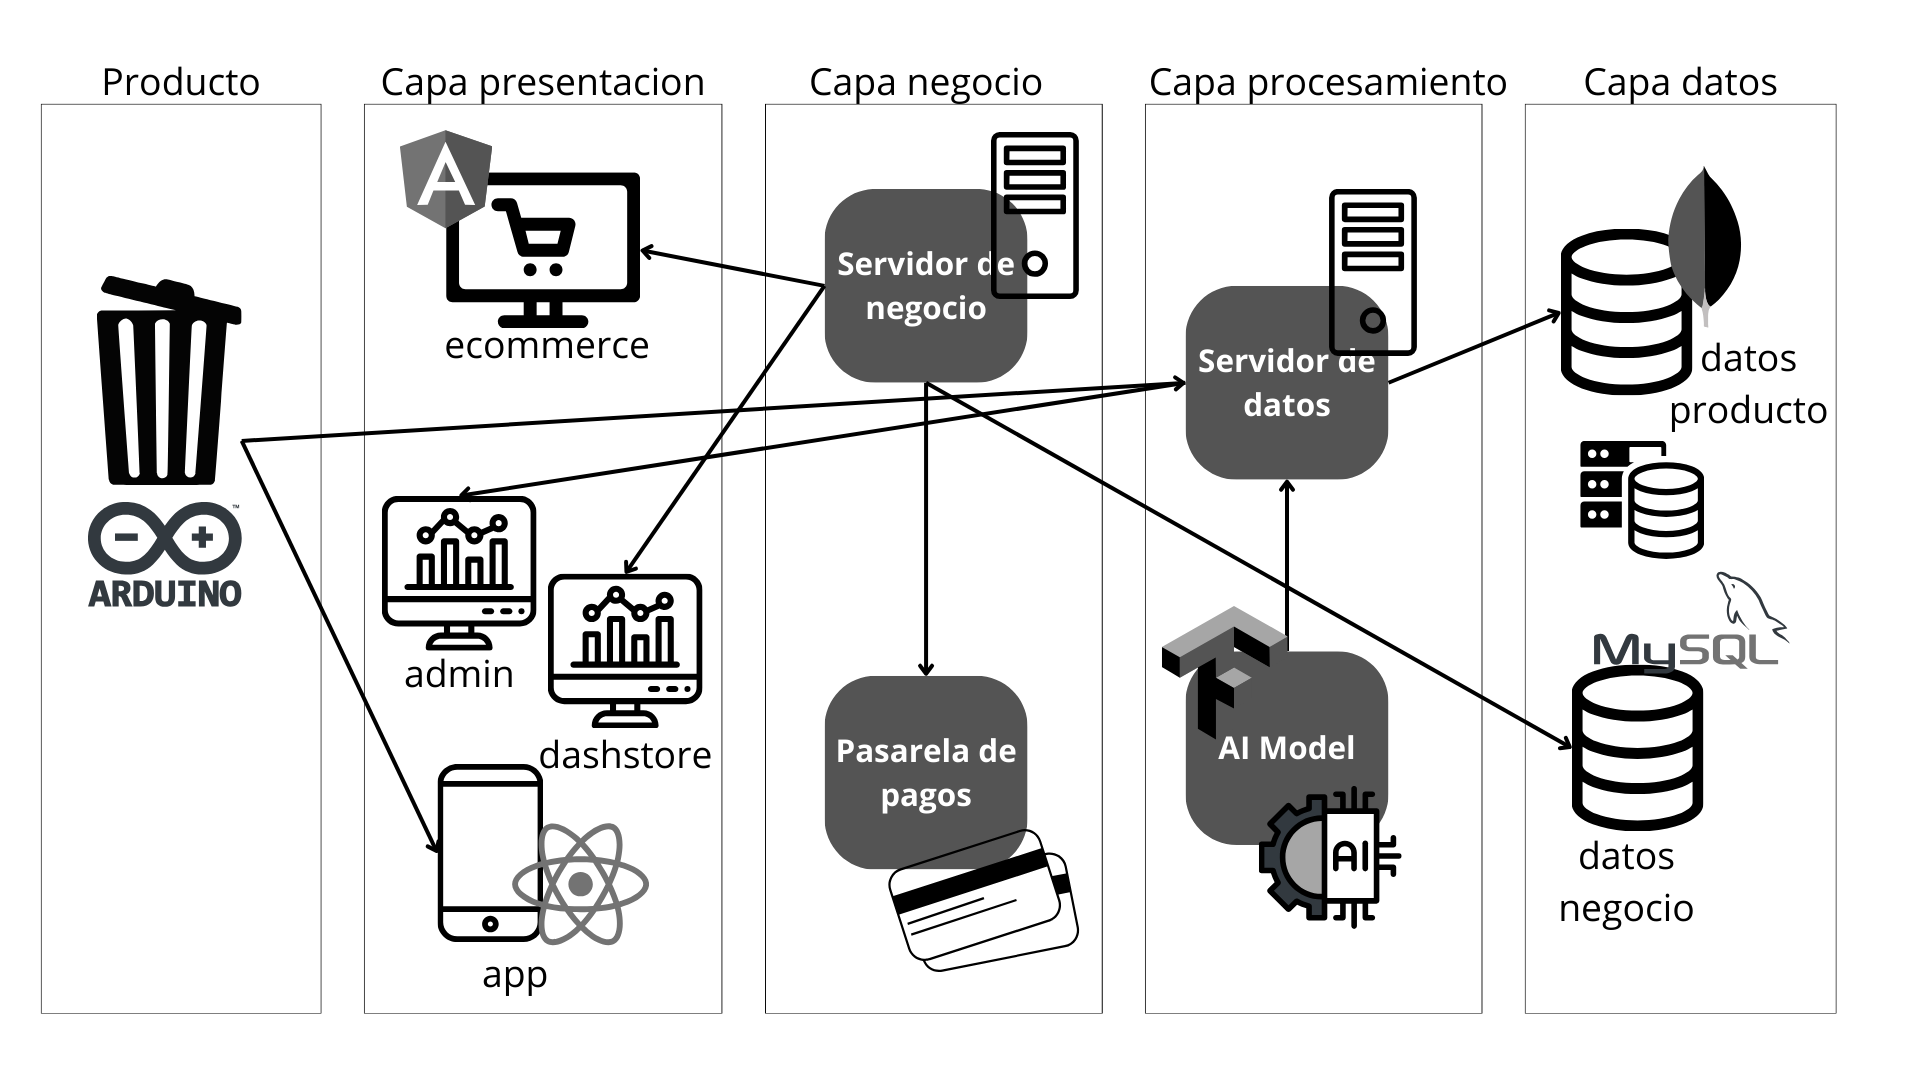 Producto
Capa presentacion
Capa negocio
Capa procesamiento
Capa datos
ARDUINO
™
A
ecommerce
admin
dashstore
app
Servidor de
negocio
Pasarela de
pagos
Servidor de
datos
AI Model
AI
datos
producto
MySQL
datos
negocio